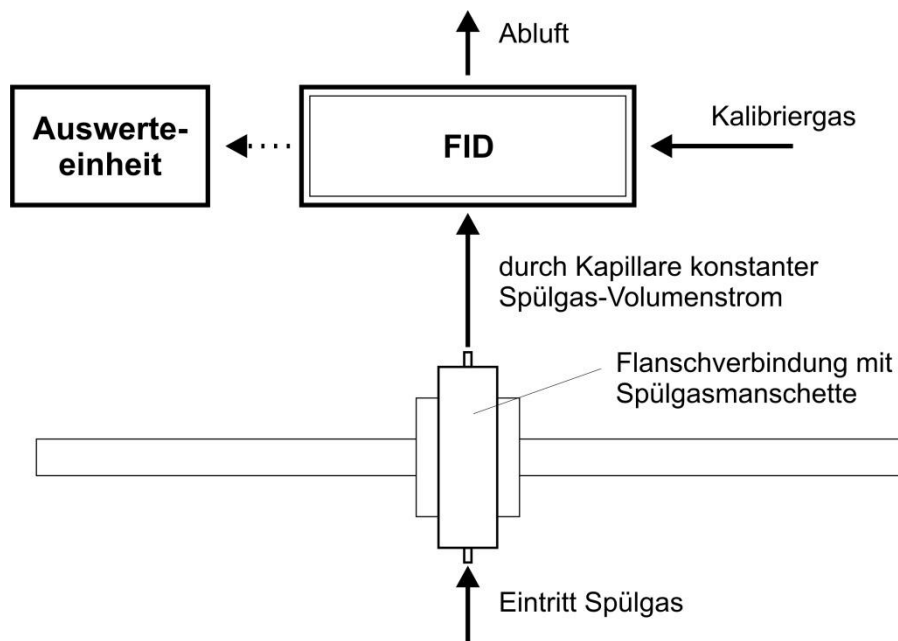 Abluft
Auswerte-
einheit
FID
Kalibriergas
durch Kapillare konstanter
Spülgas-Volumenstrom
Flanschverbindung mit
Spülgasmanschette
Eintritt Spülgas